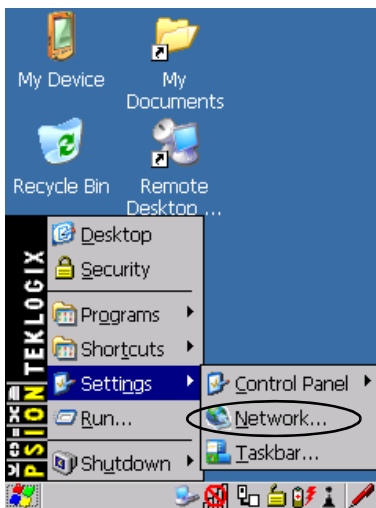 My Device
My
Documents
Recycle Bin
Remote
Desktop ...
Desktop
Security
Programs
Shortcuts
Settings
Run...
Shutdown
PSION TEKLOGIX
Control Panel
Network...
Taskbar...